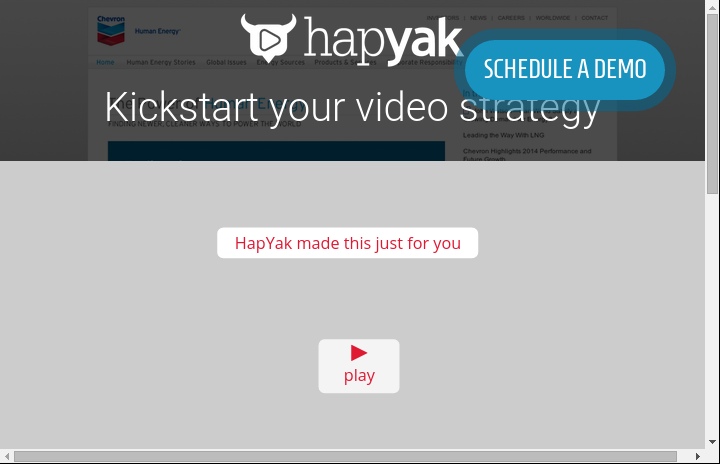 Chevron
Human Energy
INVESTORS | NEWS | CAREERS | WORLDWIDE | CONTACT
hapyak
SCHEDULE A DEMO
Home Human Energy Stories Global Issues Energy Sources Products & Responsibility
Kickstart your video strategy
FINDING NEWER, CLEANER WAYS TO POWER THE WORLD
Leading the Way With LNG
Chevron Highlights 2014 Performance and
Future Growth
HapYak made this just for you
play